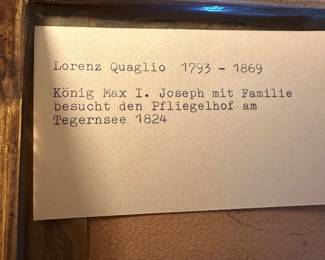 Lorenz Quaglio 1793 - 1869
König Max I. Joseph mit Familie
besucht den Pfliegelhof am
Tegernsee 1824